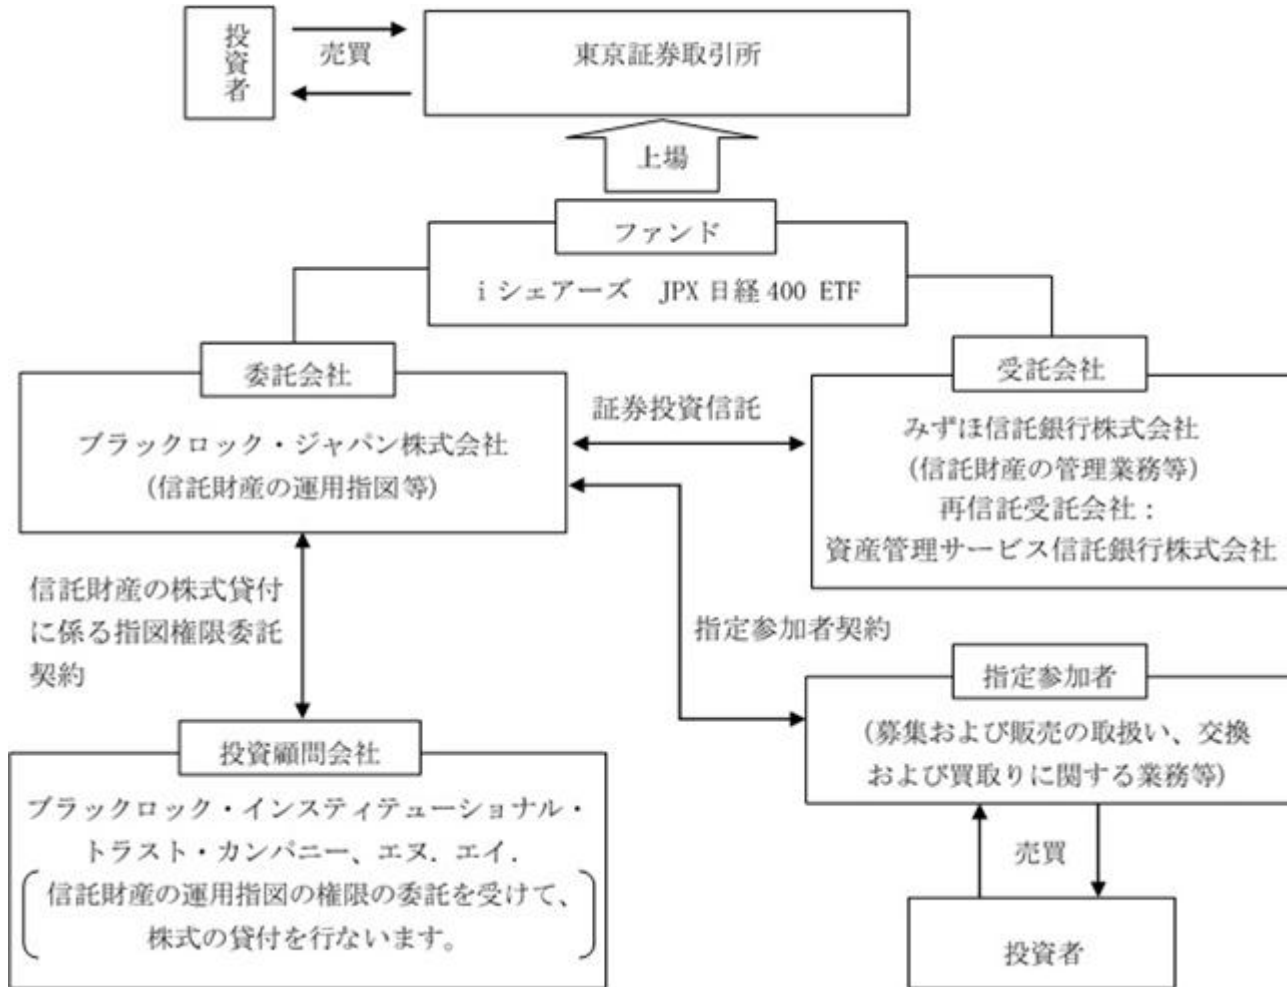 投資者
売買
東京証券取引所
上場
ファンド
i シェアーズ　JPX 日経 400 ETF
委託会社
ブラックロック・ジャパン株式会社
(信託財産の運用指図等)
証券投資信託
受託会社
みずほ信託銀行株式会社
(信託財産の管理業務等)
再信託受託会社：
資産管理サービス信託銀行株式会社
信託財産の株式貸付
に係る指図権限委託
契約
指定参加者契約
指定参加者
(募集および販売の取扱い、交換
および買取りに関する業務等)
投資顧問会社
ブラックロック・インスティテューショナル・
トラスト・カンパニー、エヌ．エイ．
信託財産の運用指図の権限の委託を受けて、
株式の貸付を行ないます。
売買
投資者